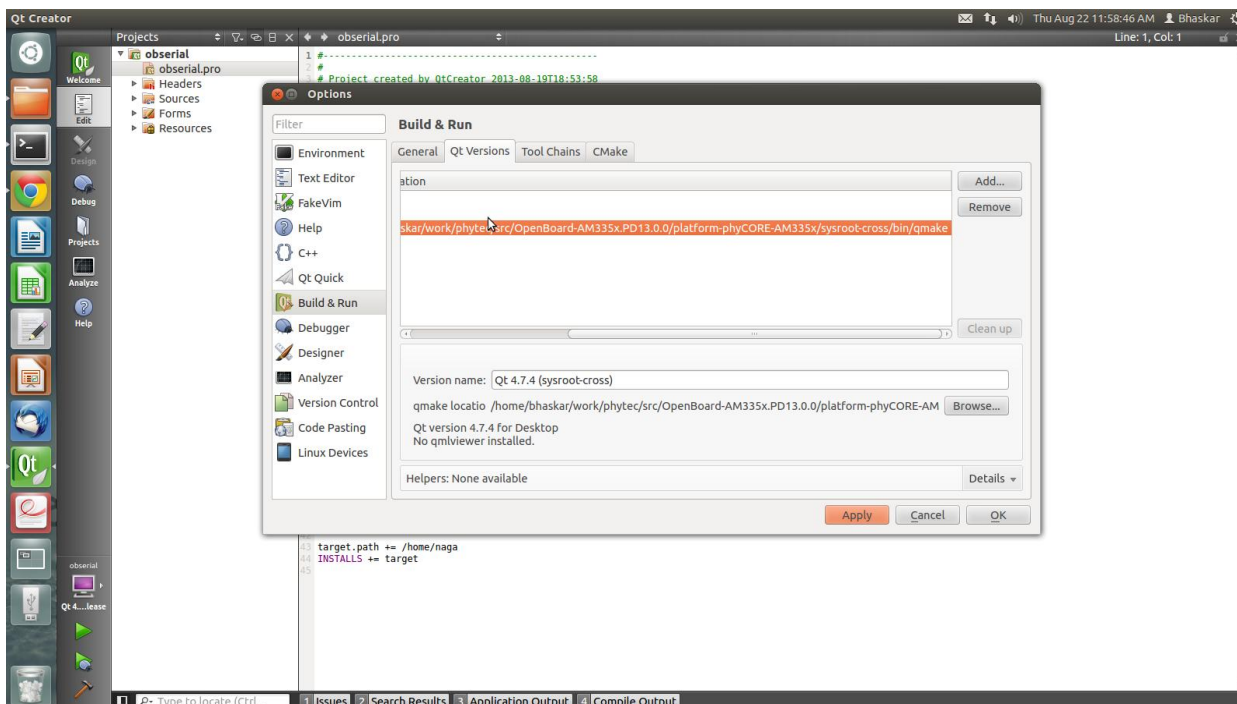 Qt Creator
Thu Aug 22 11:58:46 AM Bhaskar
Projects
obserial.pro
Line: 1, Col: 1
Welcome
Edit
Design
Debug
Projects
Analyze
Help
obserial
obserial.pro
Headers
Sources
Forms
Resources
1 #-------------------------------------------------
2 #
3 # Project created by QtCreator 2013-08-19T18:53:58
Options
Filter
Environment
Text Editor
FakeVim
Help
C++
Qt Quick
Build & Run
Debugger
Designer
Analyzer
Version Control
Code Pasting
Linux Devices
Build & Run
General Qt Versions Tool Chains CMake
ation
skar/work/phytec/src/OpenBoard-AM335x.PD13.0.0/platform-phyCORE-AM335x/sysroot-cross/bin/qmake
Add...
Remove
Clean up
Version name: Qt 4.7.4 (sysroot-cross)
qmake locatio /home/bhaskar/work/phytec/src/OpenBoard-AM335x.PD13.0.0/platform-phyCORE-AM Browse...
Qt version 4.7.4 for Desktop
No qmlviewer installed.
Helpers: None available
Details
Apply Cancel OK
43 target.path += /home/naga
44 INSTALLS += target
45
obserial
Qt 4....lease
Type to locate (Ctrl...
1 Issues 2 Search Results 3 Application Output 4 Compile Output